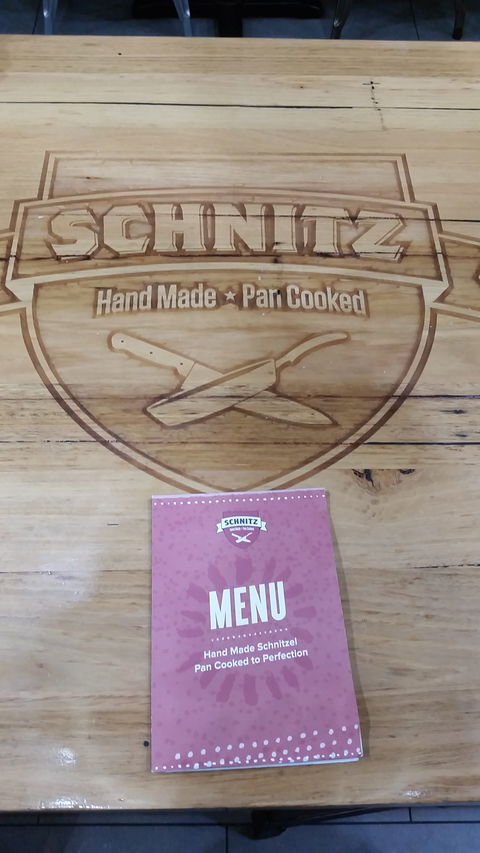 SCHNITZ
Hand Made ★ Pan Cooked
SCHNITZ
MENU
Hand Made Schnitzel
Pan Cooked to Perfection